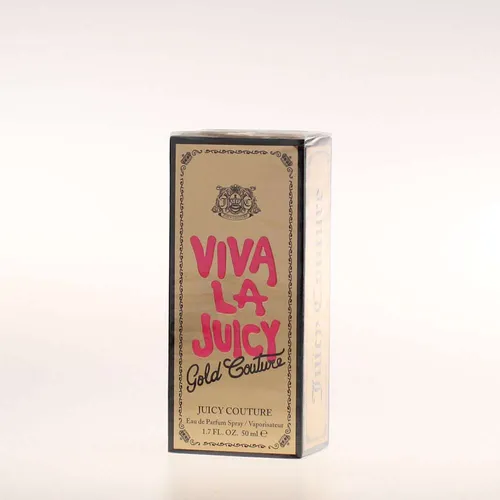 VIVA
LA
JUICY
Gold Couture
JUICY COUTURE
Eau de Parfum Spray / Vaporisateur
1.7 FL. OZ. 50 ml ℮
Juicy Couture